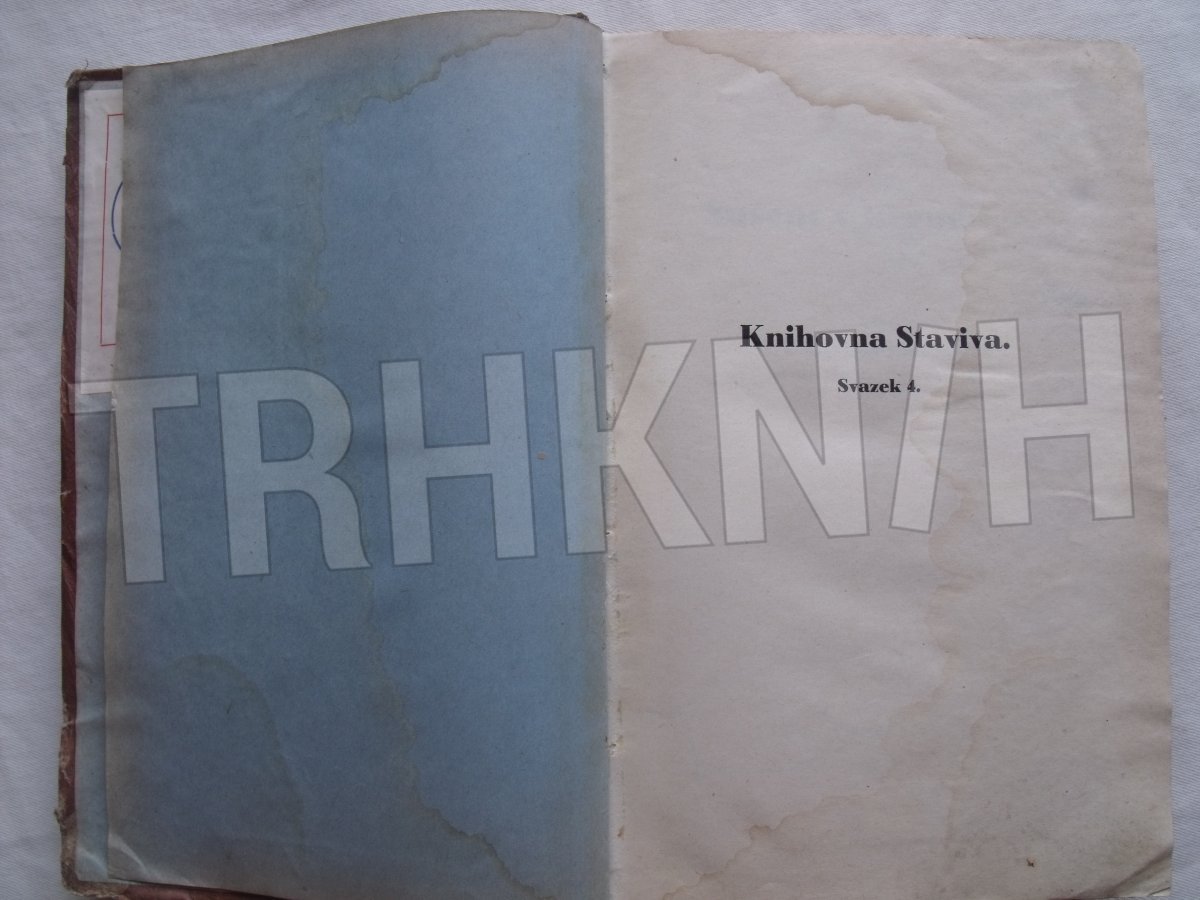 Knihovna Staviva.
Svazek 4.
TRHKNIH